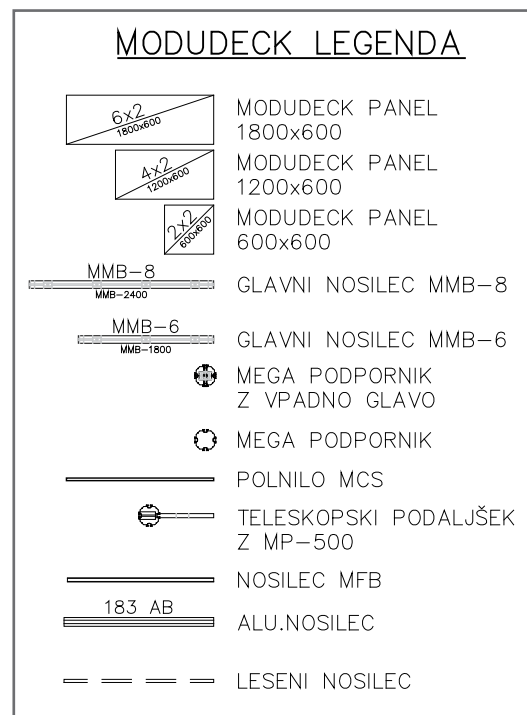 MODUDECK LEGENDA
6x2
1800x600
MODUDECK PANEL
1800x600
4x2
1200x600
MODUDECK PANEL
1200x600
2x2
600x600
MODUDECK PANEL
600x600
MMB-8
MMB-2400
GLAVNI NOSILEC MMB-8
MMB-6
MMB-1800
GLAVNI NOSILEC MMB-6
MEGA PODPORNIK
Z VPADNO GLAVO
MEGA PODPORNIK
POLNILO MCS
TELESKOPSKI PODALJŠEK
Z MP-500
NOSILEC MFB
183 AB
ALU.NOSILEC
LESENI NOSILEC